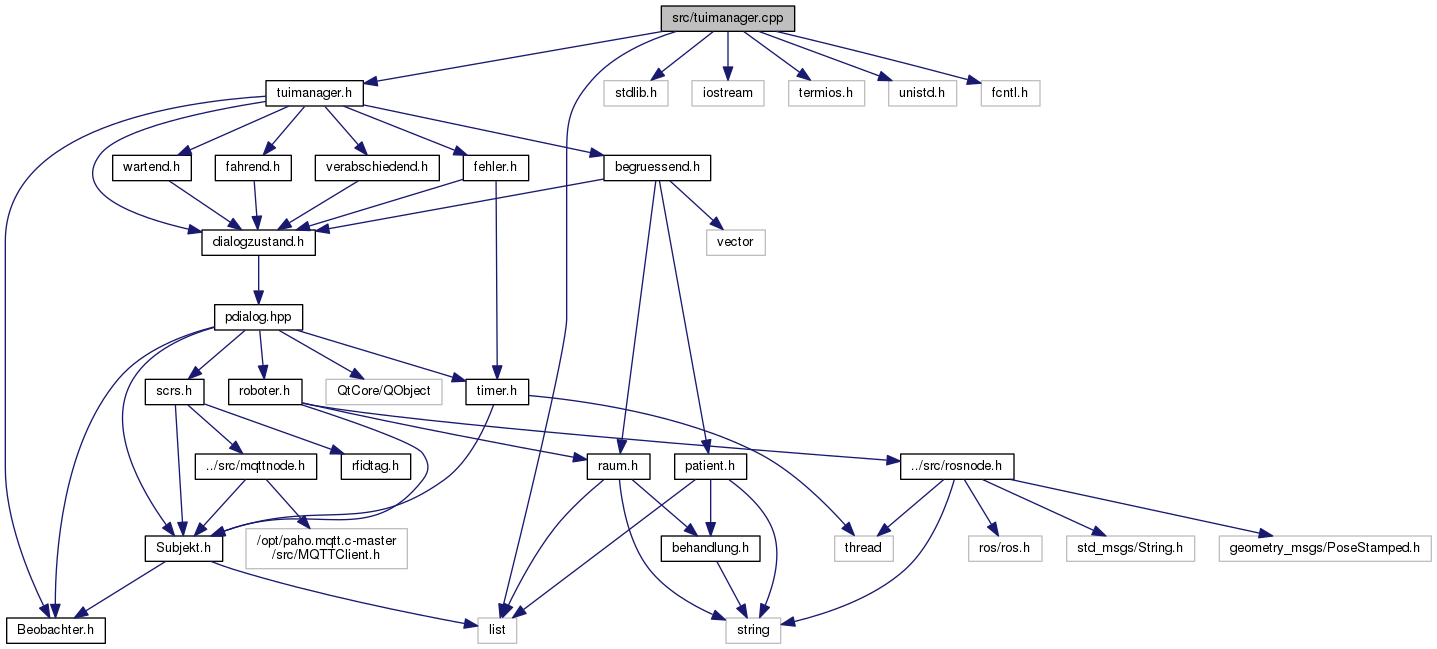 src/tuimanager.cpp
tuimanager.h
stdlib.h
iostream
termios.h
unistd.h
fcntl.h
wartend.h
fahrend.h
verabschiedend.h
fehler.h
begruessend.h
dialogzustand.h
vector
pdialog.hpp
scrs.h
roboter.h
QtCore/QObject
timer.h
../src/mqttnode.h
rfidtag.h
raum.h
patient.h
../src/rosnode.h
Subjekt.h
/opt/paho.mqtt.c-master
/src/MQTTClient.h
behandlung.h
thread
ros/ros.h
std_msgs/String.h
geometry_msgs/PoseStamped.h
Beobachter.h
list
string